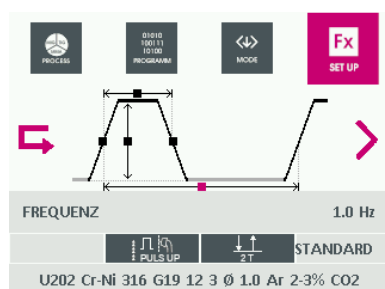 PROCESS
01010
100111
10100
PROGRAMM
MODE
Fx
SET UP
FREQUENZ 1.0 Hz
PULS UP 2T STANDARD
U202 Cr-Ni 316 G19 12 3 Ø 1.0 Ar 2-3% CO2